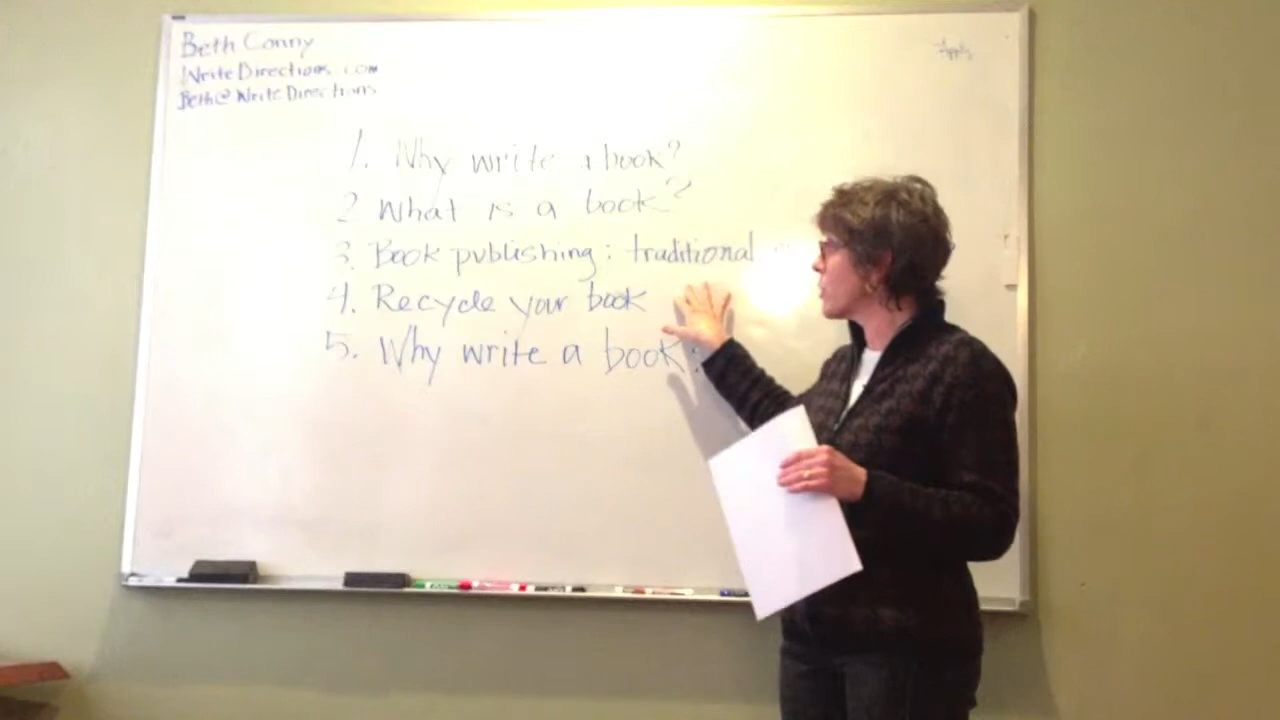 Beth Conny
WriteDirections.com
Beth@WriteDirections
Apply
1. Why write a book?
2 What is a book?
3. Book publishing: traditional
4. Recycle your book
5. Why write a book: